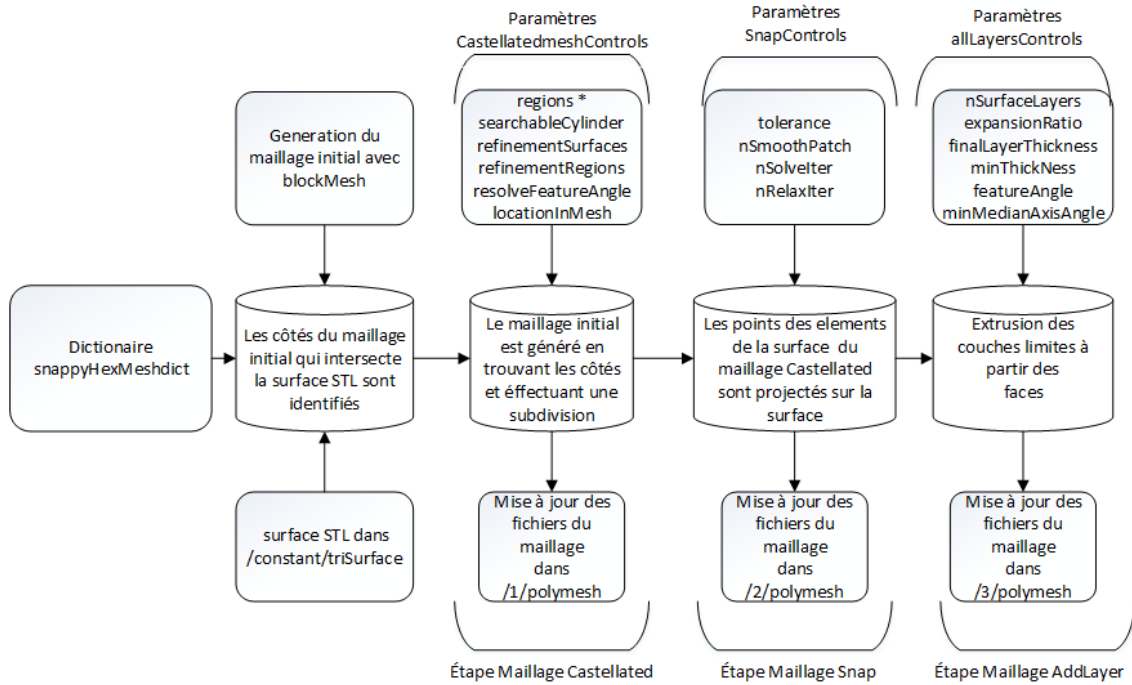 Paramètres
CastellatedmeshControls
Paramètres
SnapControls
Paramètres
allLayersControls
Generation du
maillage initial avec
blockMesh
regions *
searchableCylinder
refinementSurfaces
refinementRegions
resolveFeatureAngle
locationInMesh
tolerance
nSmoothPatch
nSolveIter
nRelaxIter
nSurfaceLayers
expansionRatio
finalLayerThickness
minThickNess
featureAngle
minMedianAxisAngle
Dictionaire
snappyHexMeshdict
Les côtés du maillage
initial qui intersecte
la surface STL sont
identifiés
Le maillage initial
est généré en
trouvant les côtés
et éffectuant une
subdivision
Les points des elements
de la surface du
maillage Castellated
sont projectés sur la
surface
Extrusion des
couches limites à
partir des
faces
surface STL dans
/constant/triSurface
Mise à jour des
fichiers du
maillage
dans
/1/polymesh
Mise à jour des
fichiers du
maillage
dans
/2/polymesh
Mise à jour des
fichiers du
maillage
dans
/3/polymesh
Étape Maillage Castellated
Étape Maillage Snap
Étape Maillage AddLayer